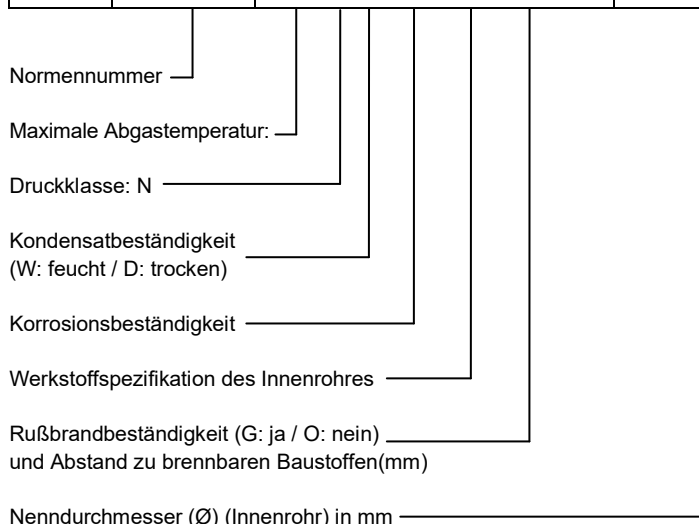 Normennummer
Maximale Abgastemperatur:
Druckklasse: N
Kondensatbeständigkeit
(W: feucht / D: trocken)
Korrosionsbeständigkeit
Werkstoffspezifikation des Innenrohres
Rußbrandbeständigkeit (G: ja / O: nein)
und Abstand zu brennbaren Baustoffen(mm)
Nenndurchmesser (Ø) (Innenrohr) in mm